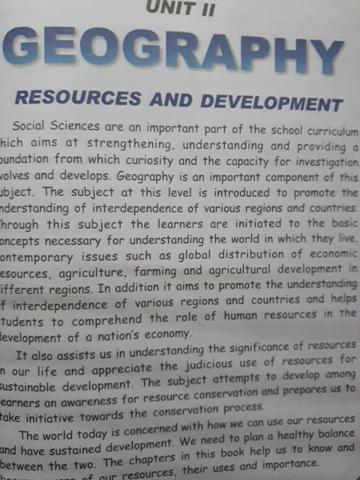 UNIT II
GEOGRAPHY
RESOURCES AND DEVELOPMENT
Social Sciences are an important part of the school curriculum
hich aims at strengthening, understanding and providing a
oundation from which curiosity and the capacity for investigation
volves and develops. Geography is an important component of this
ubject. The subject at this level is introduced to promote the
nderstanding of interdependence of various regions and countries.
hrough this subject the learners are initiated to the basic
oncepts necessary for understanding the world in which they live.
ontemporary issues such as global distribution of economic
esources, agriculture, farming and agricultural development in
ifferent regions. In addition it aims to promote the understanding
f interdependence of various regions and countries and helps
tudents to comprehend the role of human resources in the
evelopment of a nation's economy.
It also assists us in understanding the significance of resources
n our life and appreciate the judicious use of resources for
sustainable development. The subject attempts to develop among
earners an awareness for resource conservation and prepares us to
take initiative towards the conservation process.
The world today is concerned with how we can use our resources
and have sustained development. We need to plan a healthy balance
between the two. The chapters in this book help us to know and
of our resources, their uses and importance.